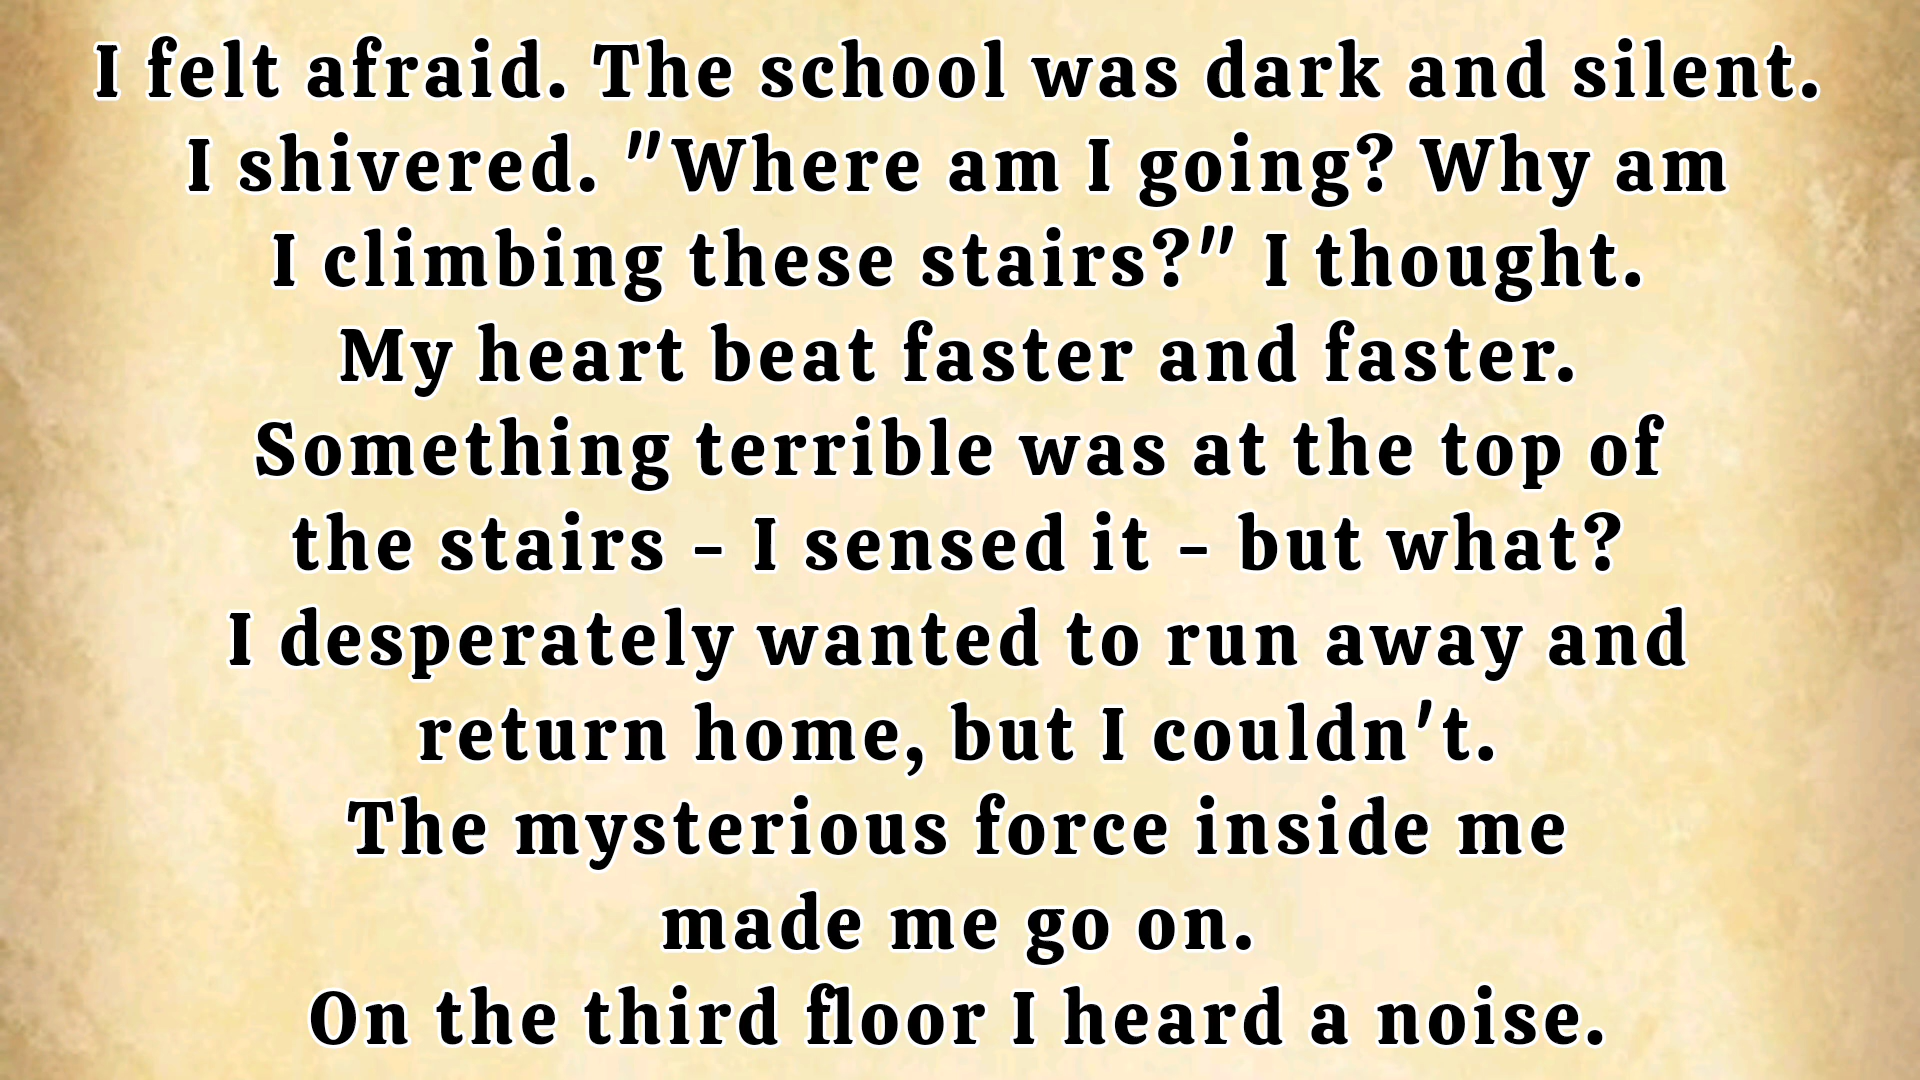 I felt afraid. The school was dark and silent.
I shivered. "Where am I going? Why am
I climbing these stairs?" I thought.
My heart beat faster and faster.
Something terrible was at the top of
the stairs - I sensed it - but what?
I desperately wanted to run away and
return home, but I couldn't.
The mysterious force inside me
made me go on.
On the third floor I heard a noise.